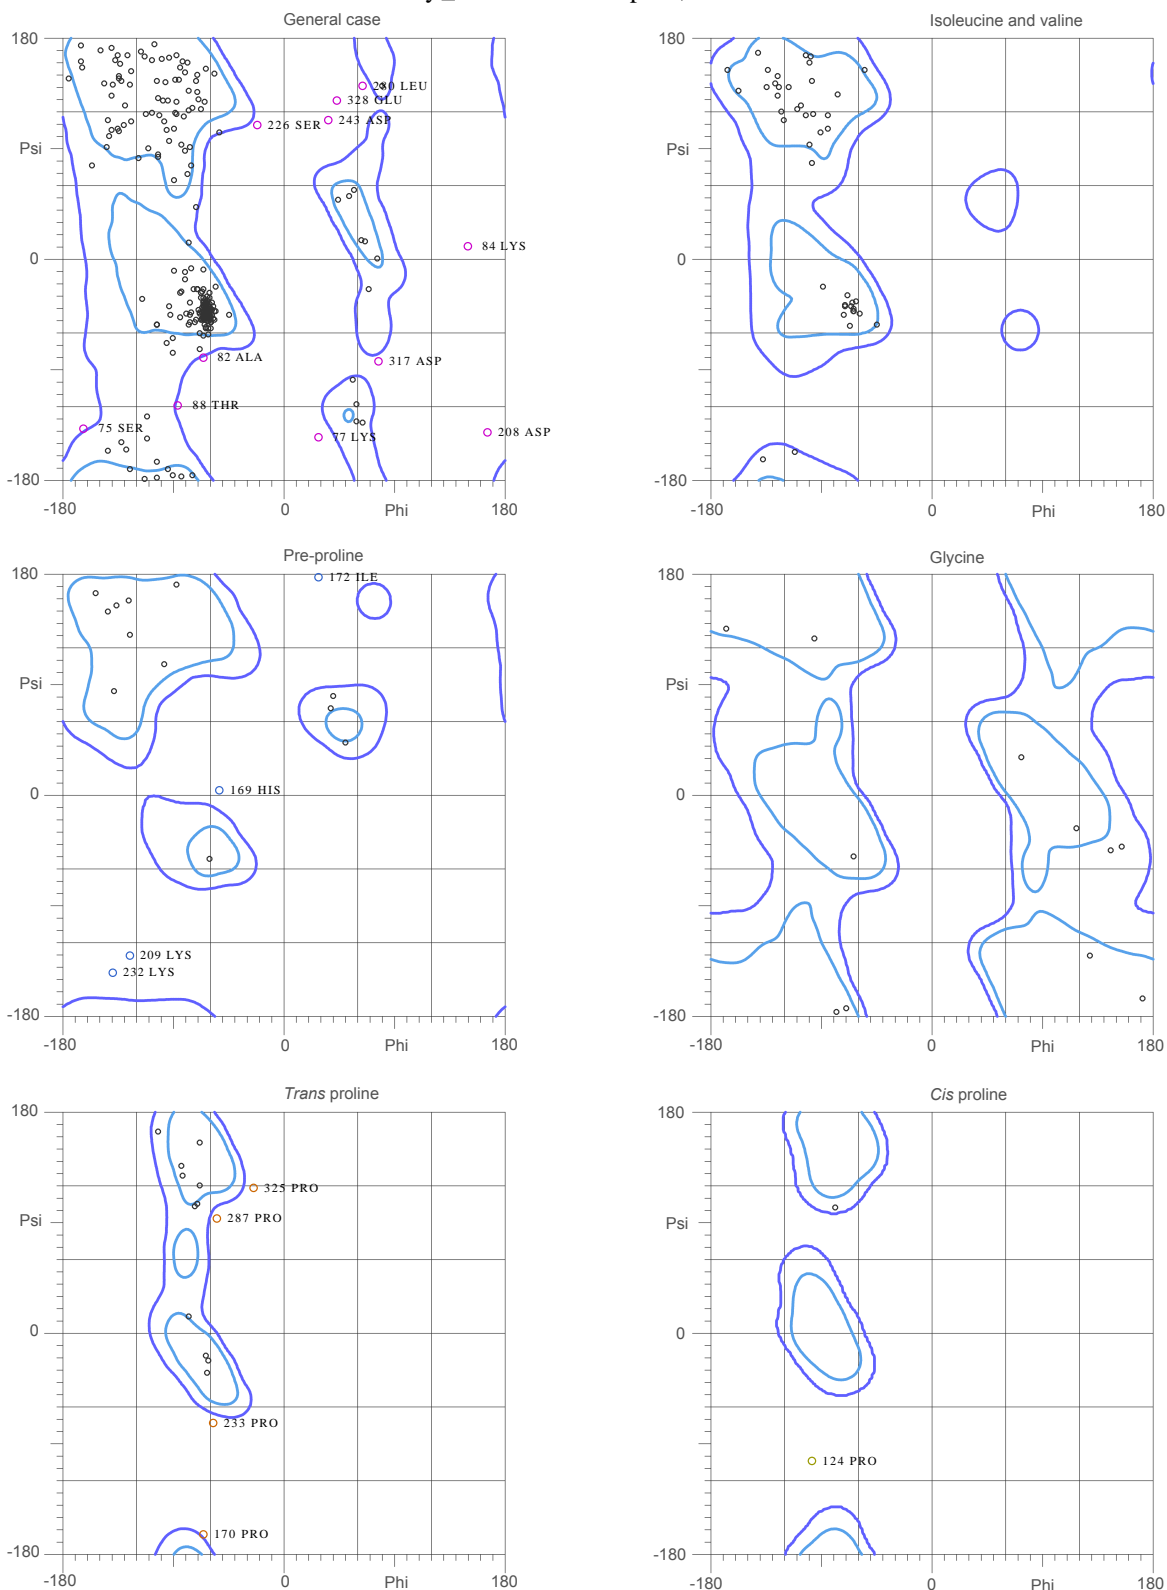 General case
180
Psi
0
-180
-180
0
Phi
180
280 LEU
328 GLU
243 ASP
226 SER
84 LYS
82 ALA
317 ASP
88 THR
75 SER
77 LYS
208 ASP
Isoleucine and valine
180
Psi
0
-180
-180
0
Phi
180
Pre-proline
180
Psi
0
-180
-180
0
Phi
180
172 ILE
169 HIS
209 LYS
232 LYS
Glycine
180
Psi
0
-180
-180
0
Phi
180
Trans proline
180
Psi
0
-180
-180
0
Phi
180
325 PRO
287 PRO
233 PRO
170 PRO
Cis proline
180
Psi
0
-180
-180
0
Phi
180
124 PRO